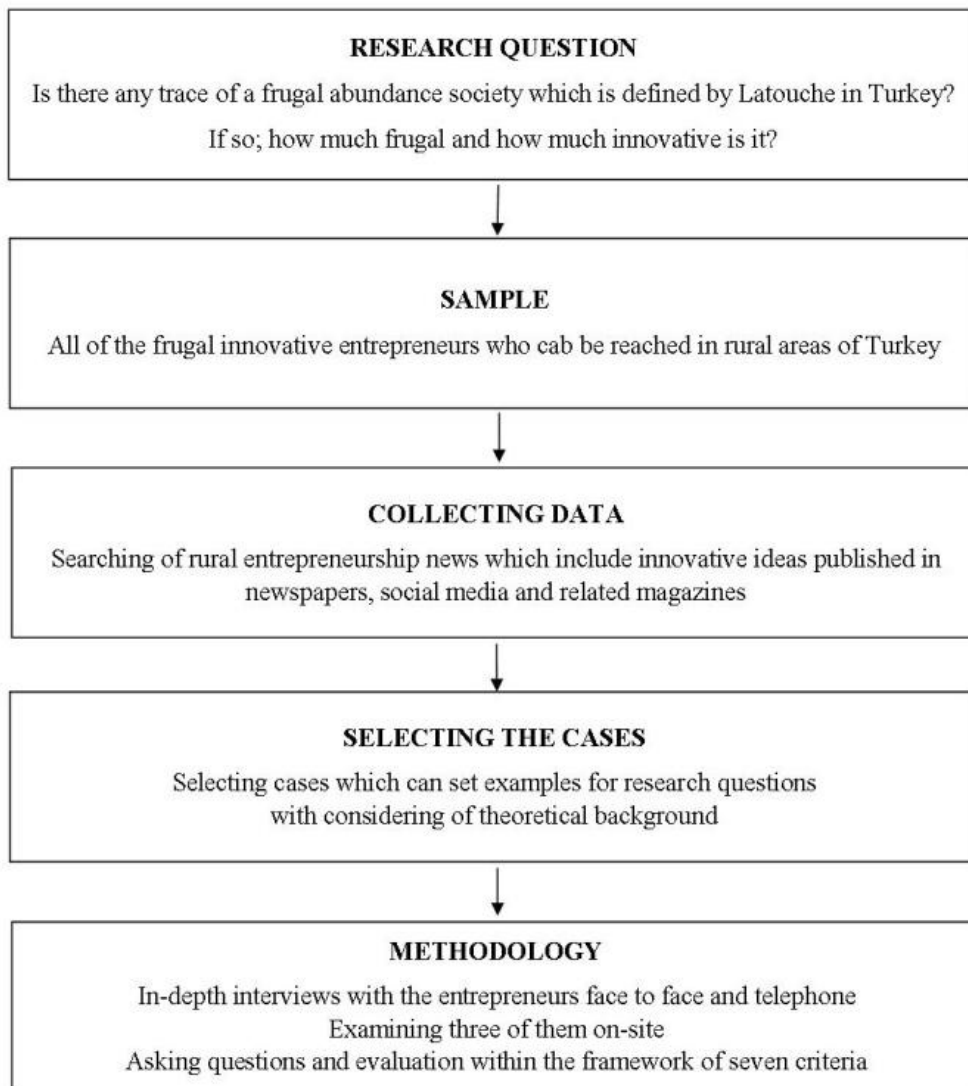 RESEARCH QUESTION
Is there any trace of a frugal abundance society which is defined by Latouche in Turkey?
If so; how much frugal and how much innovative is it?
SAMPLE
All of the frugal innovative entrepreneurs who cab be reached in rural areas of Turkey
COLLECTING DATA
Searching of rural entrepreneurship news which include innovative ideas published in
newspapers, social media and related magazines
SELECTING THE CASES
Selecting cases which can set examples for research questions
with considering of theoretical background
METHODOLOGY
In-depth interviews with the entrepreneurs face to face and telephone
Examining three of them on-site
Asking questions and evaluation within the framework of seven criteria